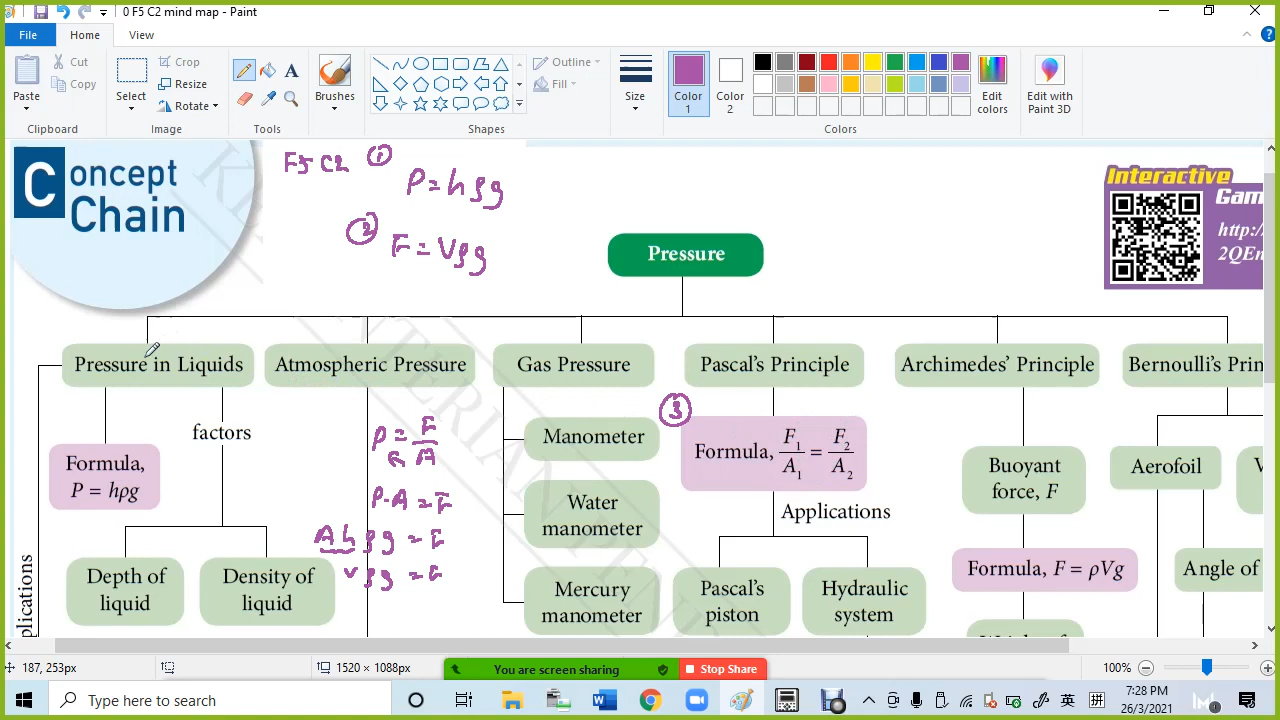 0 F5 C2 mind map - Paint
File Home View
Paste
Cut
Copy
Clipboard
Select
Crop
Resize
Rotate
Image
A
Tools
Brushes
Shapes
Outline
Fill
Size
Color 1
Color 2
Colors
Edit colors
Edit with Paint 3D
Concept
Chain
F5 C2 ①
P = hρg
② F = Vρg
Interactive
Gam
http:/
2QEn
Pressure
Pressure in Liquids
Atmospheric Pressure
Gas Pressure
Pascal's Principle
Archimedes' Principle
Bernoulli's Prin
factors
Formula,
P = hρg
Depth of
liquid
Density of
liquid
plications
P = F/A
P·A = F
Ahρg = F
Vρg = F
Manometer
Water
manometer
Mercury
manometer
③
Formula, F₁/A₁ = F₂/A₂
Applications
Pascal's
piston
Hydraulic
system
Buoyant
force, F
Formula, F = ρVg
Aerofoil
V
Angle of
187, 253px
1520 × 1088px
You are screen sharing
Stop Share
100%
Type here to search
英
拼
7:28 PM
26/3/2021